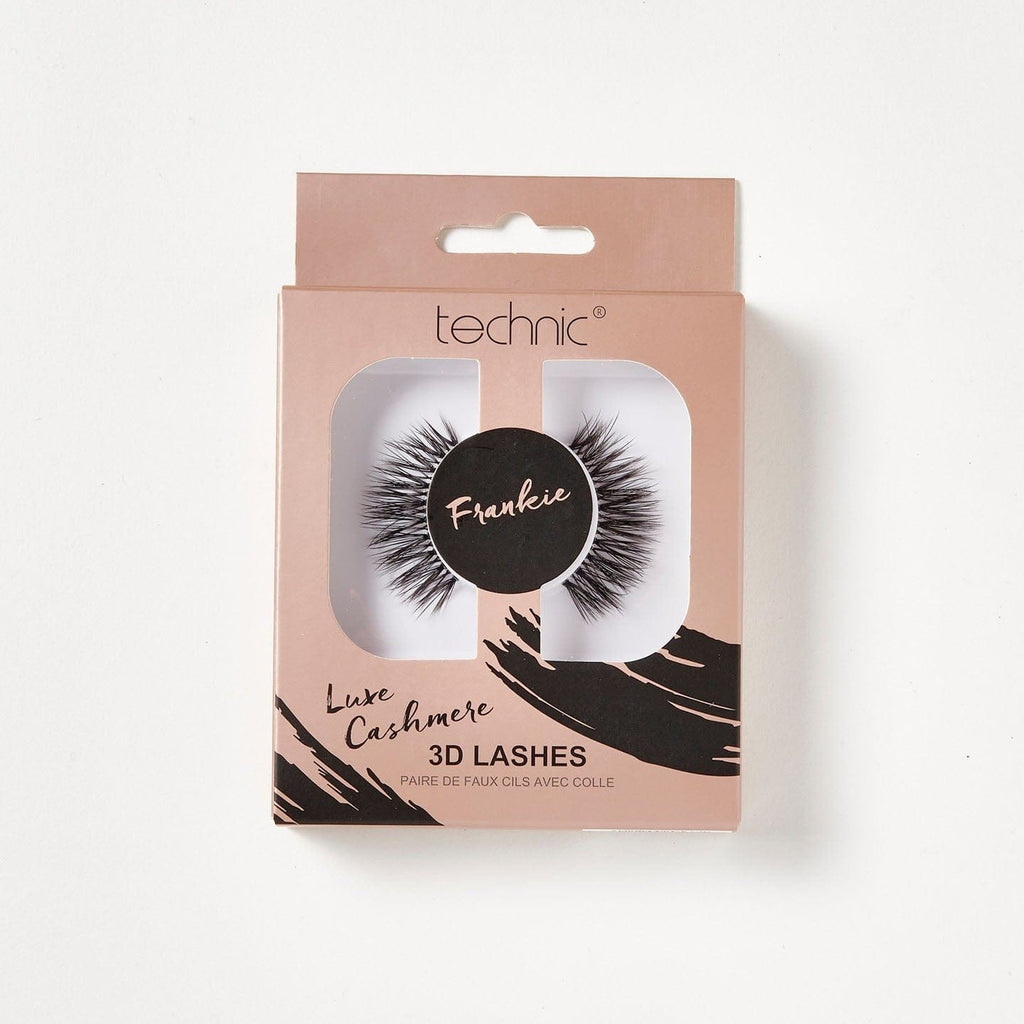 technic®
Frankie
Luxe
Cashmere
3D LASHES
PAIRE DE FAUX CILS AVEC COLLE